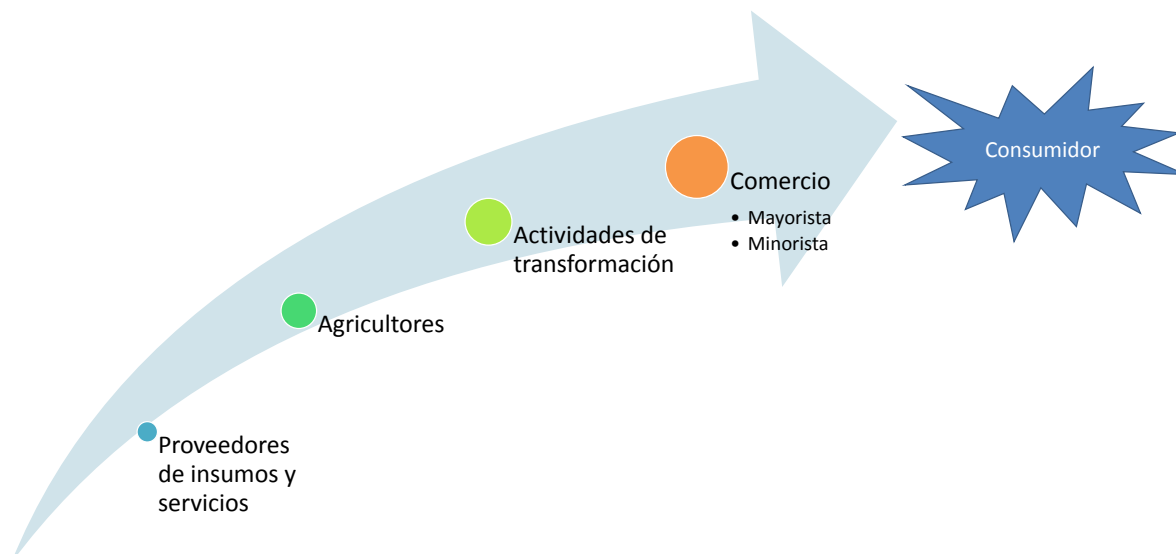 Proveedores
de insumos y
servicios
Agricultores
Actividades de
transformación
Comercio
• Mayorista
• Minorista
Consumidor